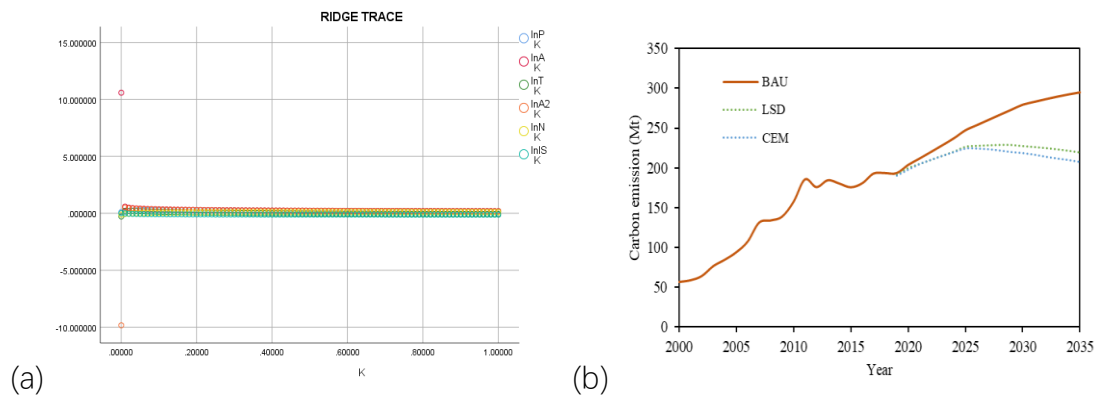 RIDGE TRACE
15.000000
10.000000
5.000000
.000000
-5.000000
-10.000000
.00000 .20000 .40000 .60000 .80000 1.00000
K
lnP
K
lnA
K
lnT
K
lnA2
K
lnN
K
lnIS
K
(a)
350
300
250
200
150
100
50
0
Carbon emission (Mt)
BAU
LSD
CEM
2000 2005 2010 2015 2020 2025 2030 2035
Year
(b)